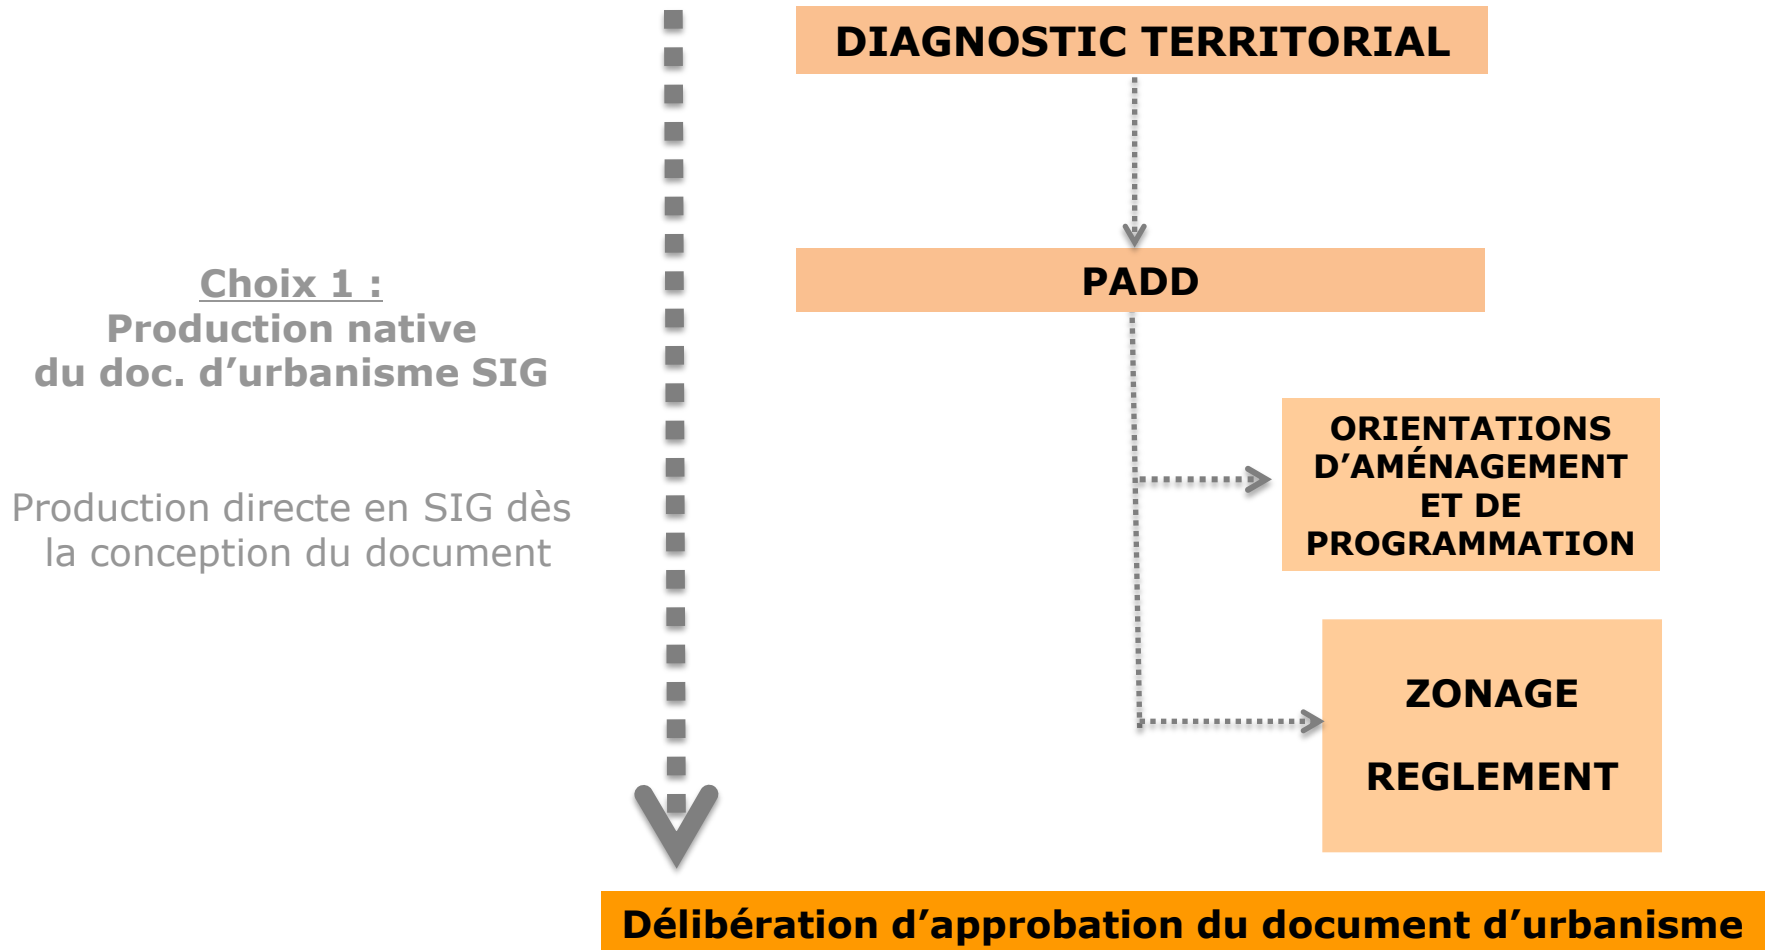 DIAGNOSTIC TERRITORIAL
PADD
Choix 1 :
Production native
du doc. d’urbanisme SIG
Production directe en SIG dès
la conception du document
ORIENTATIONS
D’AMÉNAGEMENT
ET DE
PROGRAMMATION
ZONAGE
REGLEMENT
Délibération d’approbation du document d’urbanisme